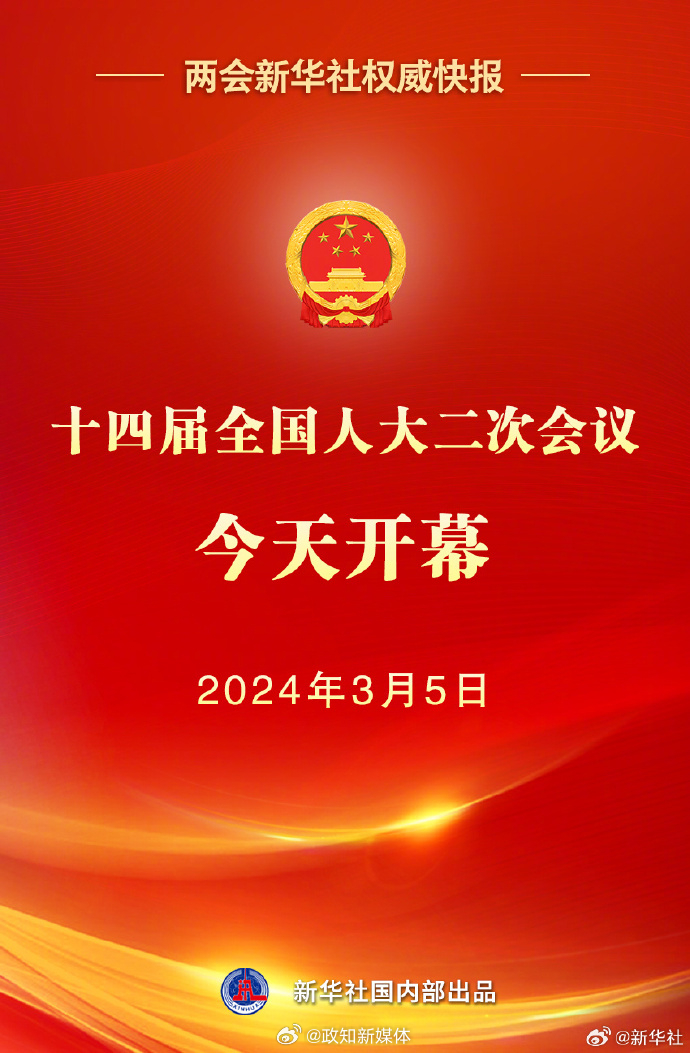 两会新华社权威快报
十四届全国人大二次会议
今天开幕
2024年3月5日
XINHUA
新华社国内部出品
@政知新媒体
@新华社